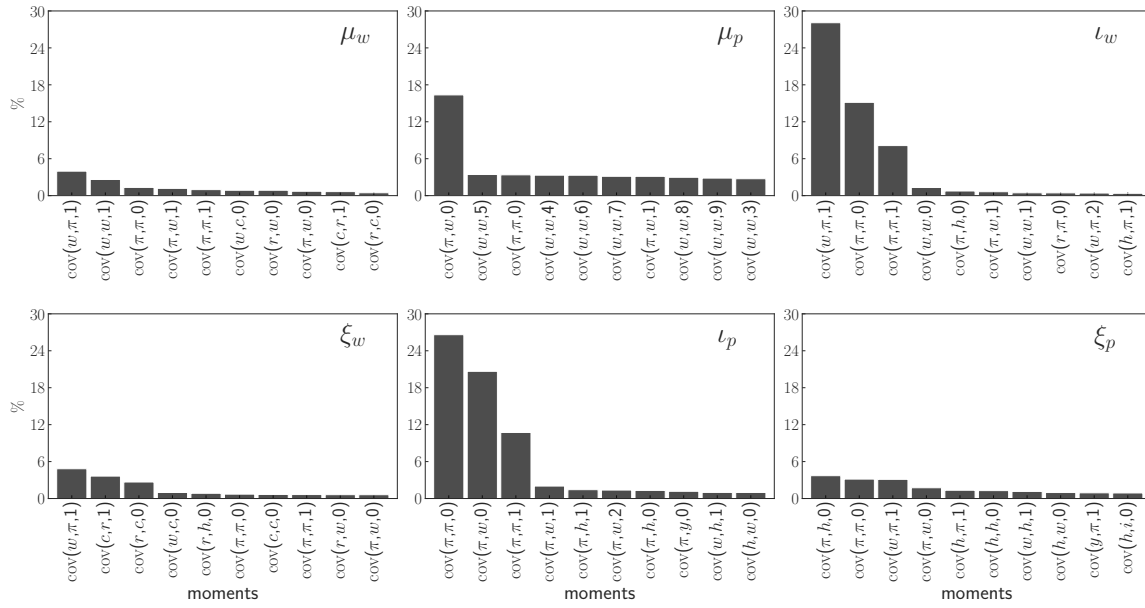 μ_w
μ_p
ι_w
%
30
24
18
12
6
0
cov(w,π,1)
cov(w,w,1)
cov(π,π,0)
cov(π,w,1)
cov(π,π,1)
cov(w,c,0)
cov(r,w,0)
cov(π,w,0)
cov(c,r,1)
cov(r,c,0)
30
24
18
12
6
0
cov(π,w,0)
cov(w,w,5)
cov(π,π,0)
cov(w,w,4)
cov(w,w,6)
cov(w,w,7)
cov(π,w,1)
cov(w,w,8)
cov(w,w,9)
cov(w,w,3)
30
24
18
12
6
0
cov(w,π,1)
cov(π,π,0)
cov(π,π,1)
cov(w,w,0)
cov(π,h,0)
cov(π,w,1)
cov(w,w,1)
cov(r,π,0)
cov(w,π,2)
cov(h,π,1)
ξ_w
ι_p
ξ_p
%
30
24
18
12
6
0
cov(w,π,1)
cov(c,r,1)
cov(r,c,0)
cov(w,c,0)
cov(r,h,0)
cov(π,π,0)
cov(c,c,0)
cov(π,π,1)
cov(r,w,0)
cov(π,w,0)
moments
30
24
18
12
6
0
cov(π,π,0)
cov(π,w,0)
cov(π,π,1)
cov(π,w,1)
cov(π,h,1)
cov(π,w,2)
cov(π,h,0)
cov(π,y,0)
cov(w,h,1)
cov(h,w,0)
moments
30
24
18
12
6
0
cov(π,h,0)
cov(π,π,0)
cov(w,π,1)
cov(π,w,0)
cov(h,π,1)
cov(h,h,0)
cov(w,h,1)
cov(h,w,0)
cov(y,π,1)
cov(h,i,0)
moments